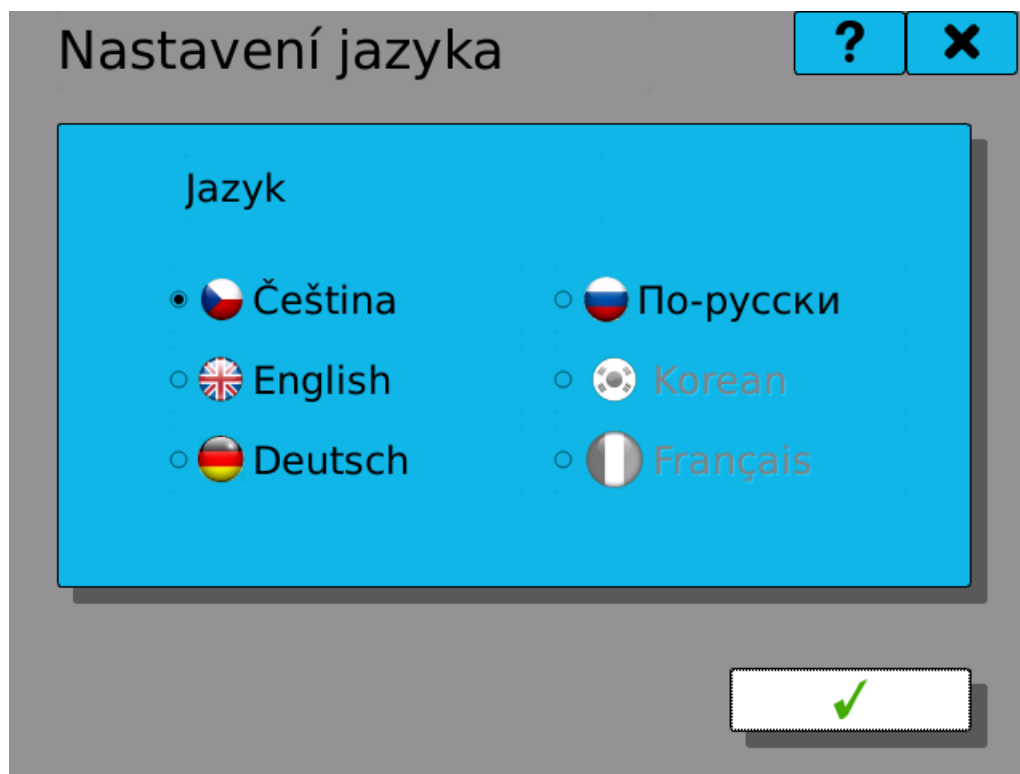 Nastavení jazyka
?
Jazyk
Čeština
По-русски
English
Korean
Deutsch
Français